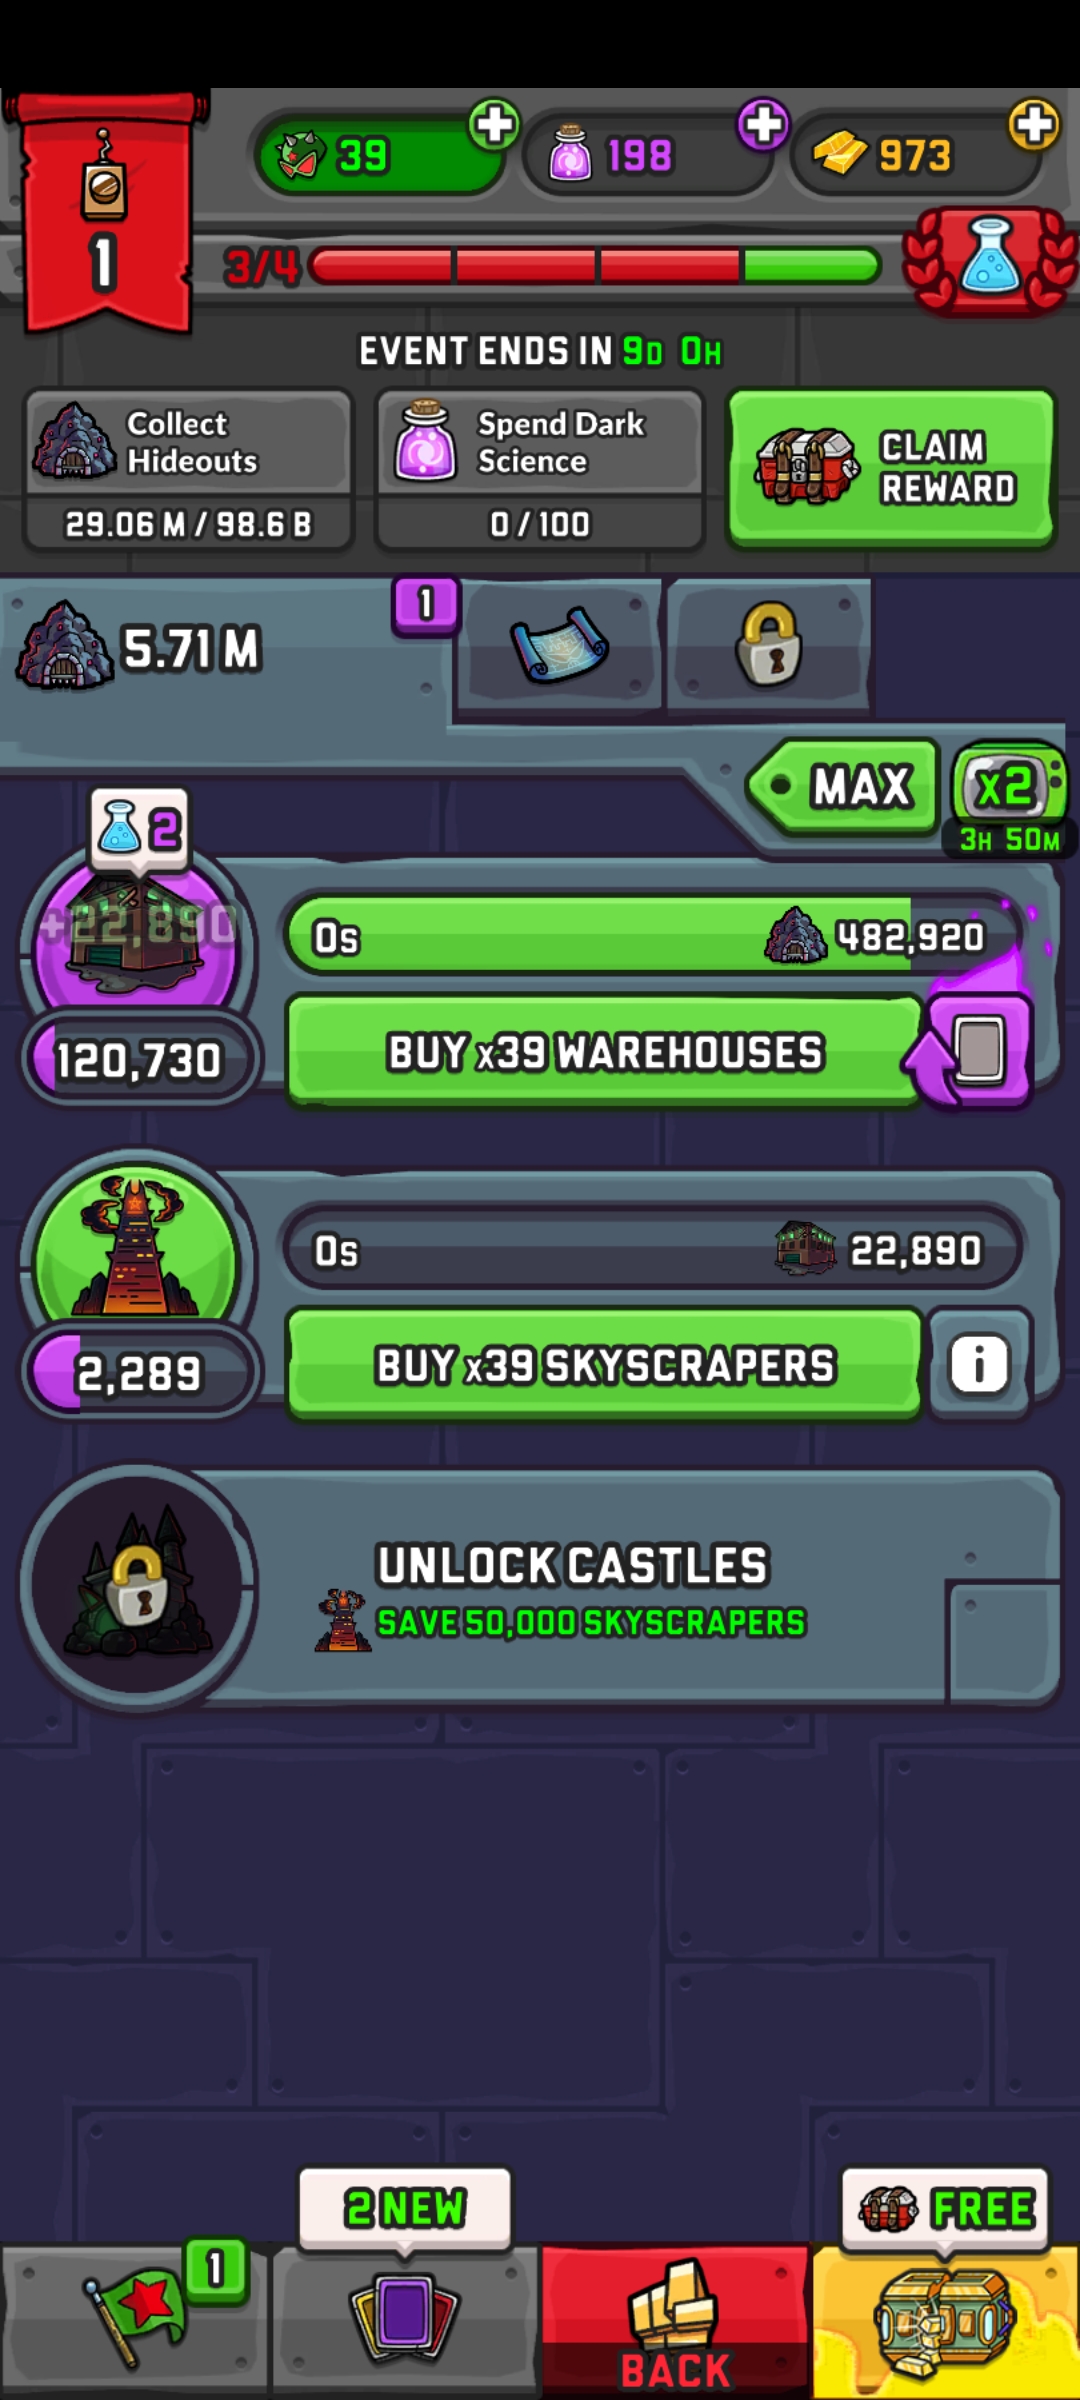 39
198
973
1
3/4
EVENT ENDS IN 9D 0H
Collect
Hideouts
29.06 M / 98.6 B
Spend Dark
Science
0 / 100
CLAIM
REWARD
5.71 M
1
MAX
x2
3H 50M
2
+22,890
0s
482,920
120,730
BUY x39 WAREHOUSES
0s
22,890
2,289
BUY x39 SKYSCRAPERS
i
UNLOCK CASTLES
SAVE 50,000 SKYSCRAPERS
2 NEW
FREE
1
BACK